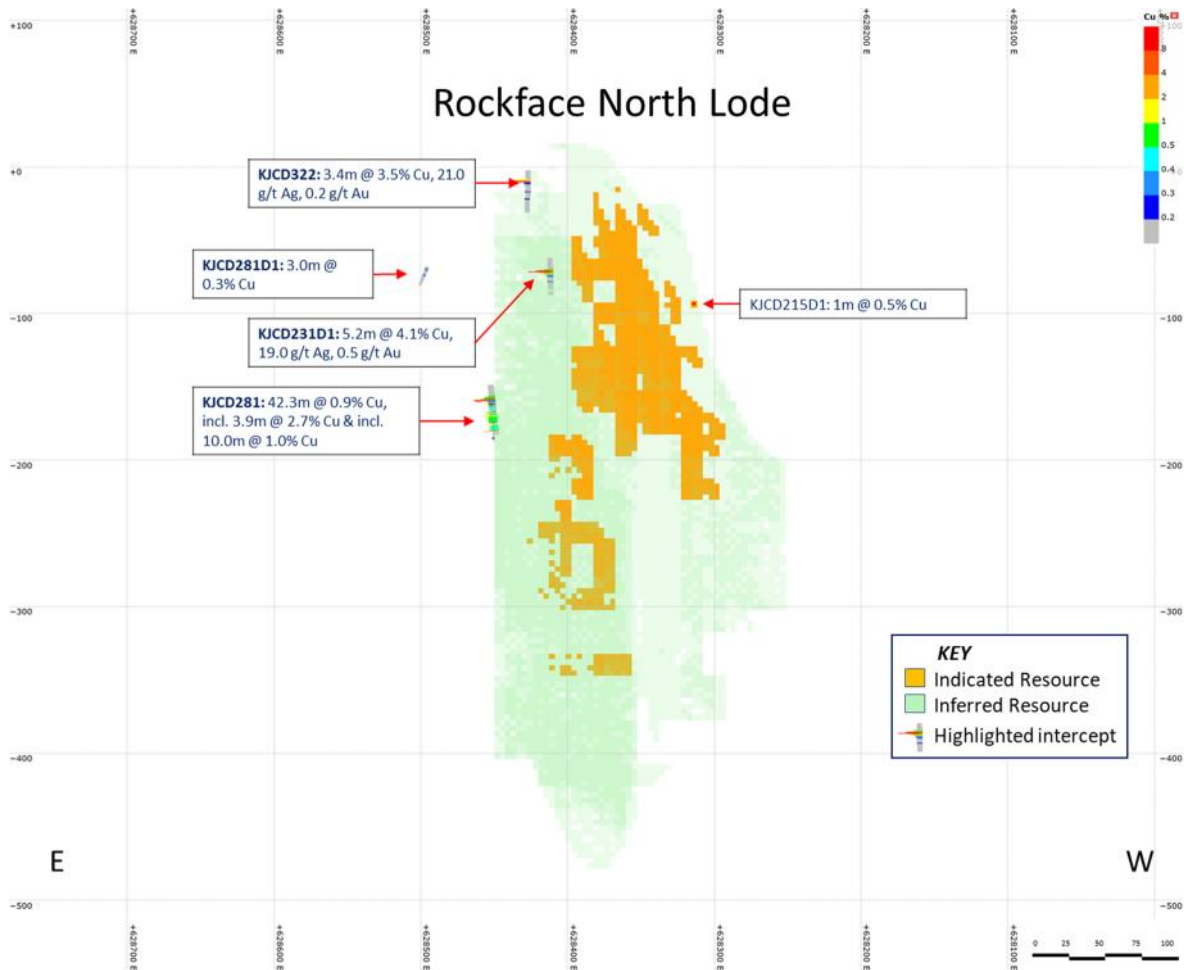 +628700 E
+628600 E
+628500 E
+628400 E
+628300 E
+628200 E
+628100 E
Cu %
8
4
2
1
0.5
0.4
0.3
0.2
+100
+0
-100
-200
-300
-400
-500
Rockface North Lode
KJCD322: 3.4m @ 3.5% Cu, 21.0
g/t Ag, 0.2 g/t Au
KJCD281D1: 3.0m @
0.3% Cu
KJCD231D1: 5.2m @ 4.1% Cu,
19.0 g/t Ag, 0.5 g/t Au
KJCD281: 42.3m @ 0.9% Cu,
incl. 3.9m @ 2.7% Cu & incl.
10.0m @ 1.0% Cu
KJCD215D1: 1m @ 0.5% Cu
KEY
Indicated Resource
Inferred Resource
Highlighted intercept
E
W
-100
-200
-300
-400
-500
+628700 E
+628600 E
+628500 E
+628400 E
+628300 E
+628200 E
+628100 E
0 25 50 75 100